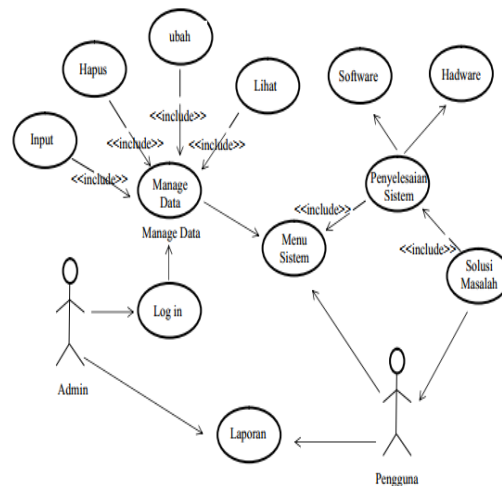 ubah
Hapus
Software
Hadware
Lihat
<<include>>
Input
<<include>>
<<include>>
<<include>>
Manage
Data
Penyelesaian
Sistem
<<include>>
Manage Data
Menu
Sistem
<<include>>
Solusi
Masalah
Log in
Admin
Laporan
Pengguna